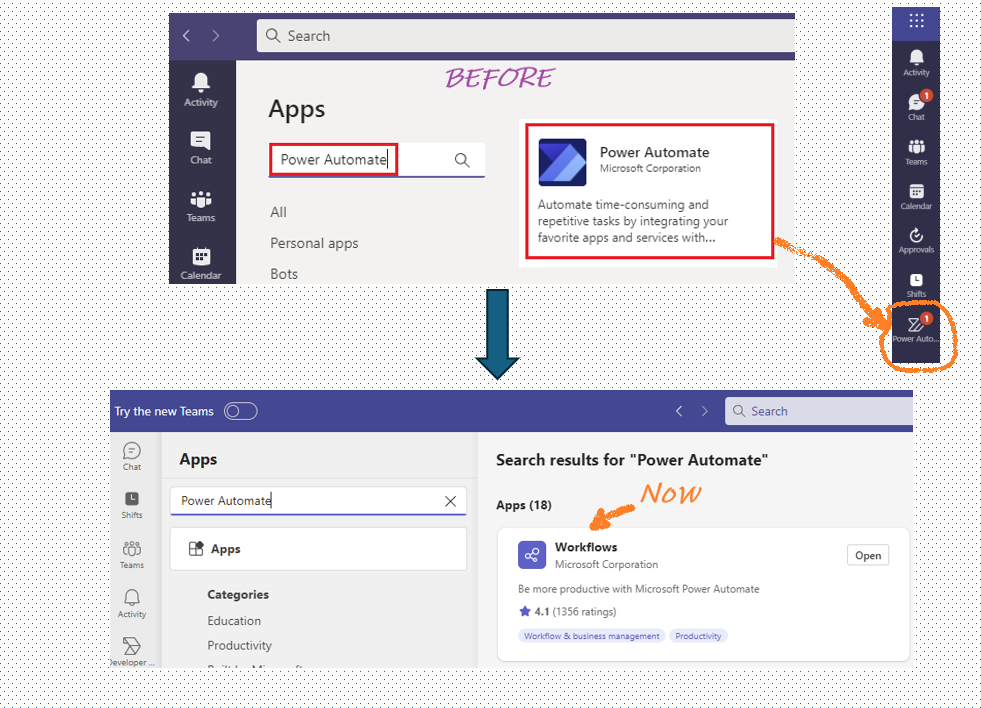 Search
BEFORE
Activity
Chat
Teams
Calendar
Apps
Power Automate
All
Personal apps
Bots
Power Automate
Microsoft Corporation
Automate time-consuming and
repetitive tasks by integrating your
favorite apps and services with...
Activity
1
Chat
Teams
Calendar
Approvals
Shifts
1
Power Auto...
Try the new Teams
Search
Chat
Shifts
Teams
Activity
Developer ...
Apps
Power Automate
Apps
Categories
Education
Productivity
Built by Microsoft
Search results for "Power Automate"
Now
Apps (18)
Workflows
Microsoft Corporation
Open
Be more productive with Microsoft Power Automate
4.1 (1356 ratings)
Workflow & business management
Productivity